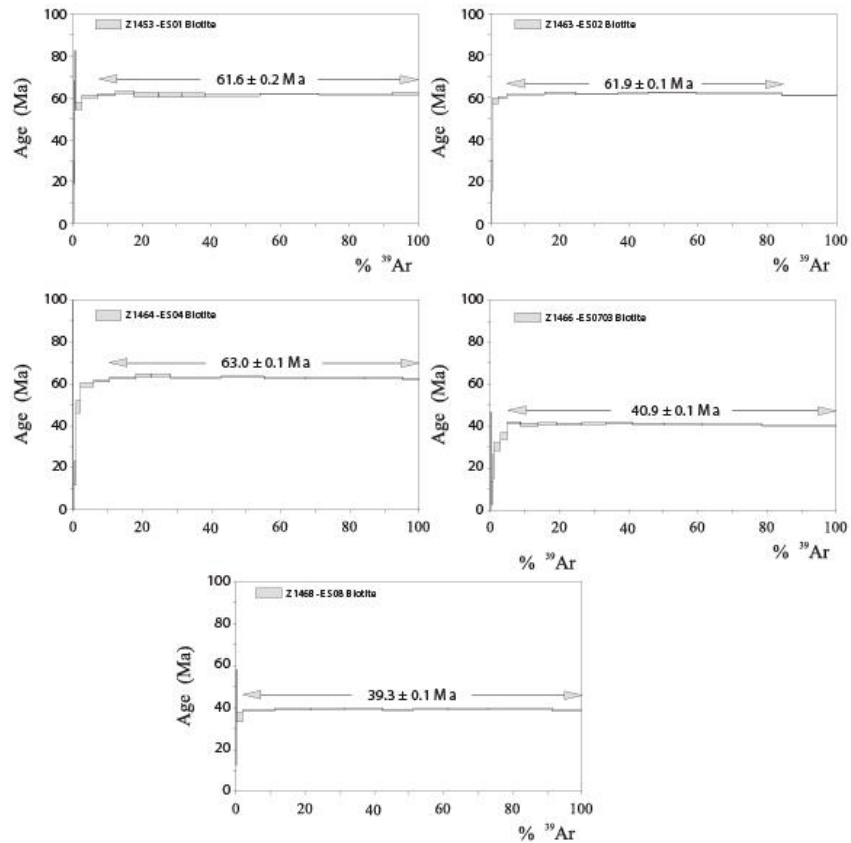 Z1453 - ES01 Biotite
61.6 ± 0.2 Ma
Age (Ma)
100
80
60
40
20
0
0 20 40 60 80 100
% ³⁹Ar
Z1463 - ES02 Biotite
61.9 ± 0.1 Ma
Age (Ma)
100
80
60
40
20
0
0 20 40 60 80 100
% ³⁹Ar
Z1464 - ES04 Biotite
63.0 ± 0.1 Ma
Age (Ma)
100
80
60
40
20
0
0 20 40 60 80 100
% ³⁹Ar
Z1466 - ES0703 Biotite
40.9 ± 0.1 Ma
Age (Ma)
100
80
60
40
20
0
0 20 40 60 80 100
% ³⁹Ar
% ³⁹Ar
Z1468 - ES08 Biotite
39.3 ± 0.1 Ma
Age (Ma)
100
80
60
40
20
0
0 20 40 60 80 100
% ³⁹Ar